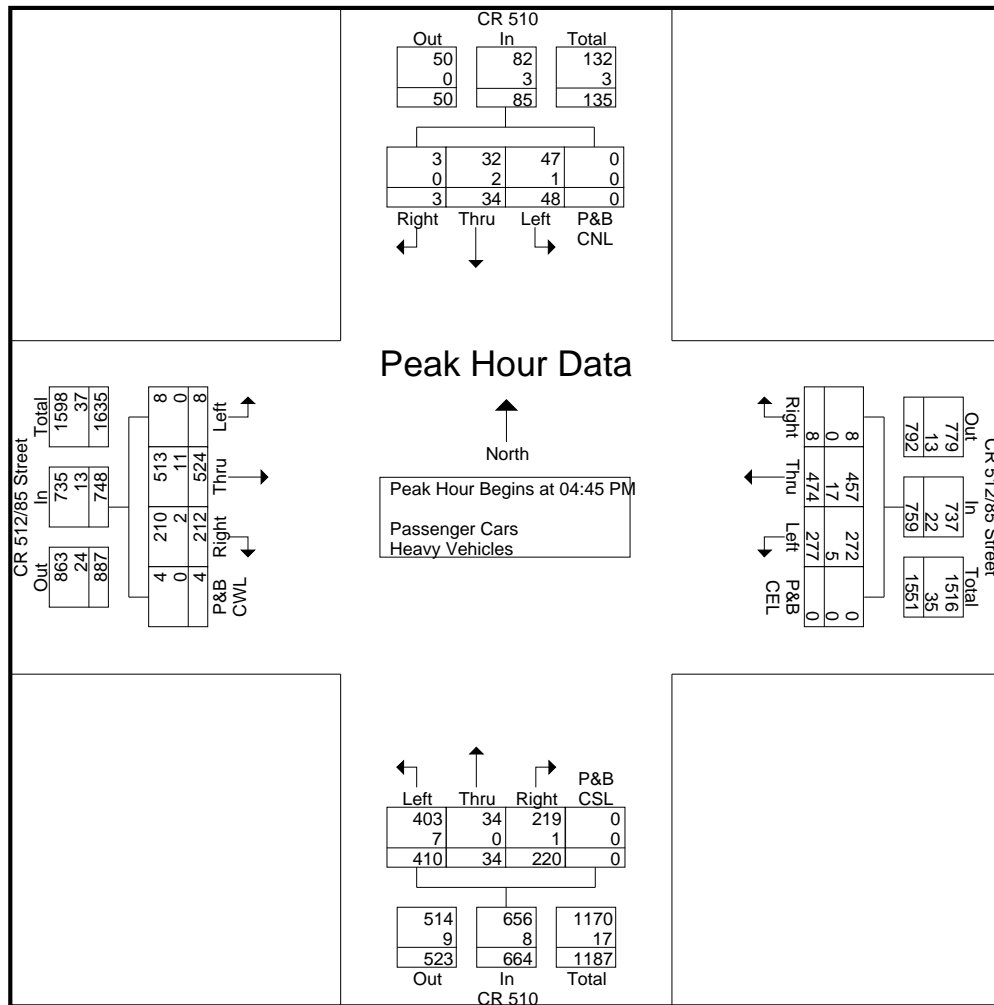 CR 510
Out In Total
50 82 132
0 3 3
50 85 135
3 32 47 0
0 2 1 0
3 34 48 0
Right Thru Left P&B
CNL
Peak Hour Data
North
Peak Hour Begins at 04:45 PM
Passenger Cars
Heavy Vehicles
CR 512/85 Street
Out In Total
863 735 1598
24 13 37
887 748 1635
4 210 513 8
0 2 11 0
4 212 524 8
P&B Right Thru Left
CWL
CR 512/85 Street
Out In Total
779 737 1516
13 22 35
792 759 1551
8 457 272 0
0 17 5 0
8 474 277 0
Right Thru Left P&B
CEL
Left Thru Right P&B
CSL
403 34 219 0
7 0 1 0
410 34 220 0
514 656 1170
9 8 17
523 664 1187
Out In Total
CR 510